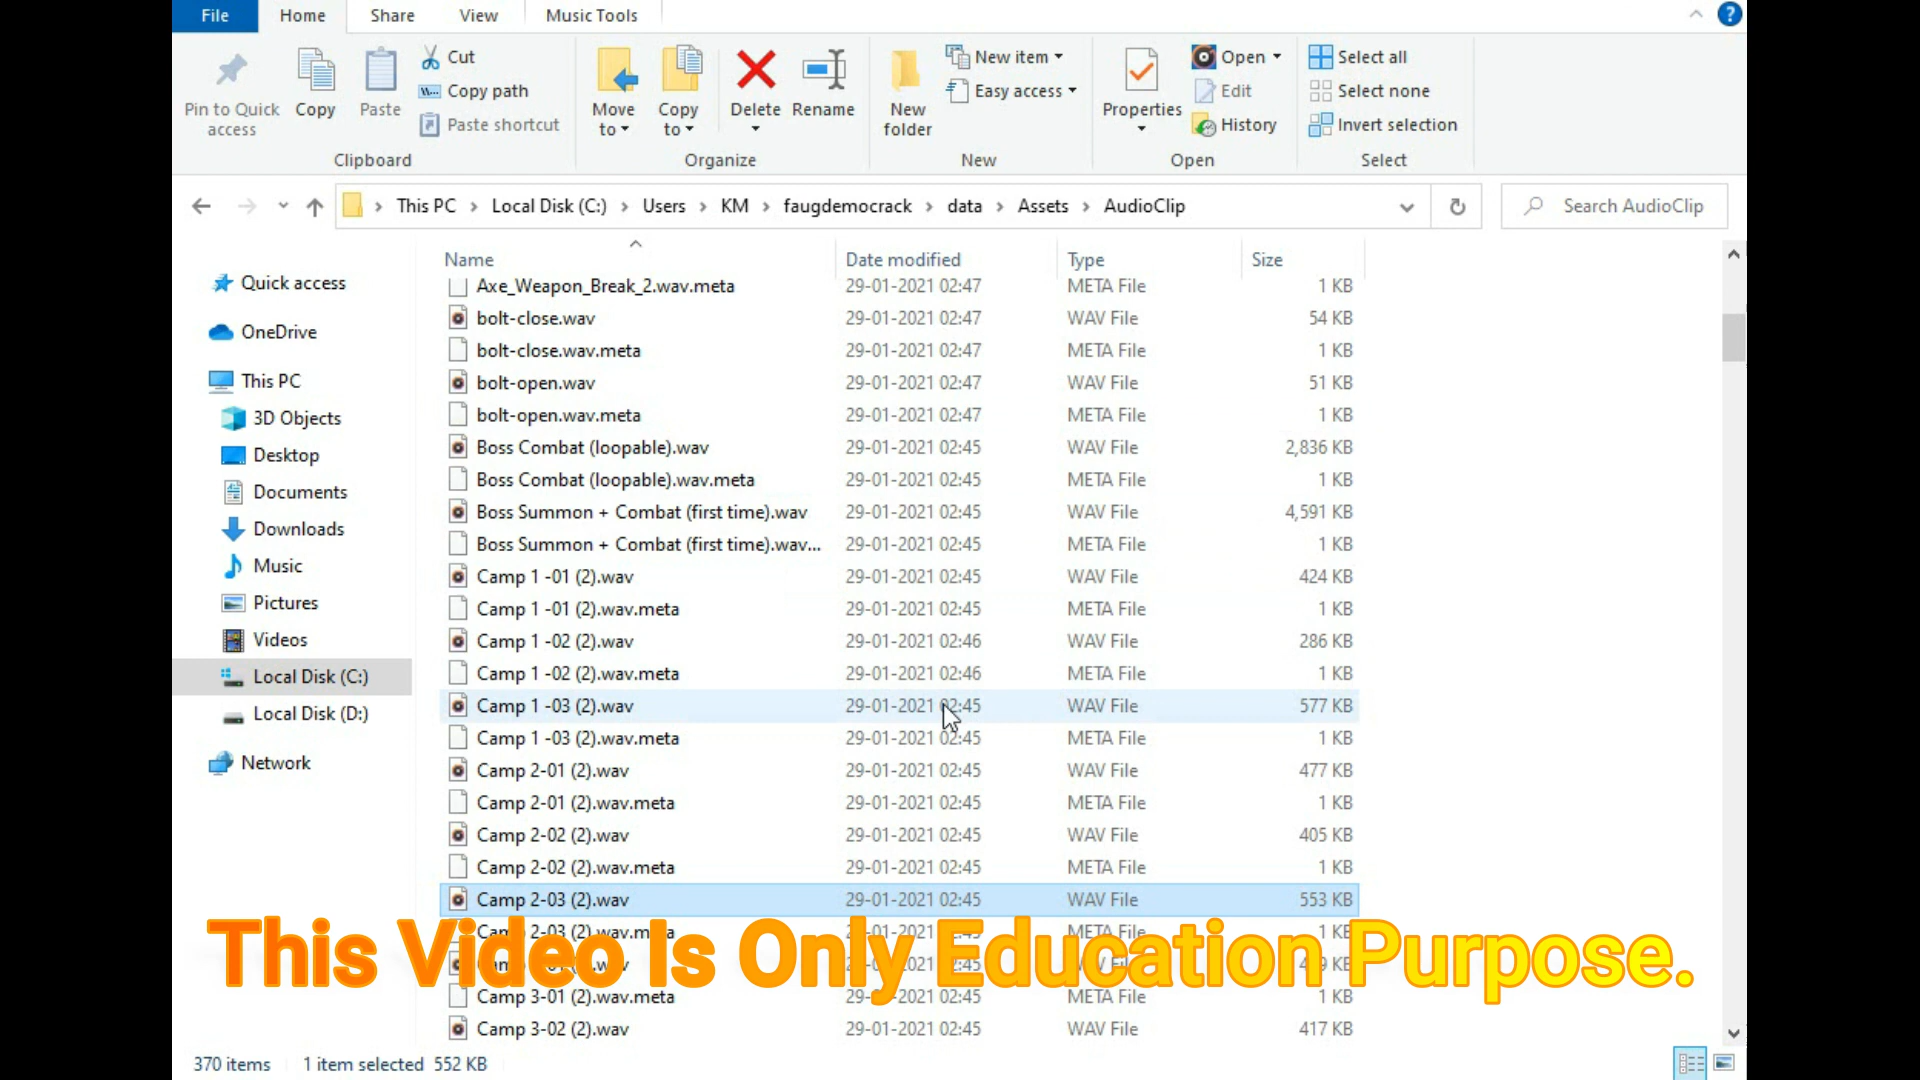 File Home Share View Music Tools
Pin to Quick access Copy Paste Cut Copy path Paste shortcut Move to Copy to Delete Rename New folder New item Easy access Properties Open Edit History Select all Select none Invert selection
Clipboard Organize New Open Select
This PC Local Disk (C:) Users KM faugdemocrack data Assets AudioClip Search AudioClip
Name Date modified Type Size
Quick access
OneDrive
This PC
3D Objects
Desktop
Documents
Downloads
Music
Pictures
Videos
Local Disk (C:)
Local Disk (D:)
Network
Axe_Weapon_Break_2.wav.meta 29-01-2021 02:47 META File 1 KB
bolt-close.wav 29-01-2021 02:47 WAV File 54 KB
bolt-close.wav.meta 29-01-2021 02:47 META File 1 KB
bolt-open.wav 29-01-2021 02:47 WAV File 51 KB
bolt-open.wav.meta 29-01-2021 02:47 META File 1 KB
Boss Combat (loopable).wav 29-01-2021 02:45 WAV File 2,836 KB
Boss Combat (loopable).wav.meta 29-01-2021 02:45 META File 1 KB
Boss Summon + Combat (first time).wav 29-01-2021 02:45 WAV File 4,591 KB
Boss Summon + Combat (first time).wav... 29-01-2021 02:45 META File 1 KB
Camp 1 -01 (2).wav 29-01-2021 02:45 WAV File 424 KB
Camp 1 -01 (2).wav.meta 29-01-2021 02:45 META File 1 KB
Camp 1 -02 (2).wav 29-01-2021 02:46 WAV File 286 KB
Camp 1 -02 (2).wav.meta 29-01-2021 02:46 META File 1 KB
Camp 1 -03 (2).wav 29-01-2021 02:45 WAV File 577 KB
Camp 1 -03 (2).wav.meta 29-01-2021 02:45 META File 1 KB
Camp 2-01 (2).wav 29-01-2021 02:45 WAV File 477 KB
Camp 2-01 (2).wav.meta 29-01-2021 02:45 META File 1 KB
Camp 2-02 (2).wav 29-01-2021 02:45 WAV File 405 KB
Camp 2-02 (2).wav.meta 29-01-2021 02:45 META File 1 KB
Camp 2-03 (2).wav 29-01-2021 02:45 WAV File 553 KB
This Video Is Only Education Purpose.
Camp 3-01 (2).wav.meta 29-01-2021 02:45 META File 1 KB
Camp 3-02 (2).wav 29-01-2021 02:45 WAV File 417 KB
370 items 1 item selected 552 KB